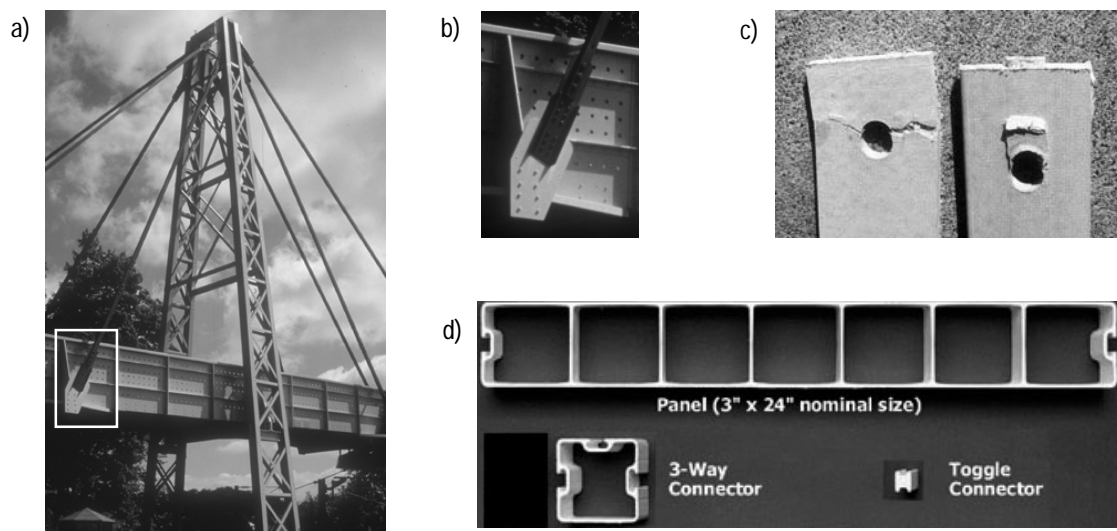 a)
b)
c)
d)
Panel (3" x 24" nominal size)
3-Way
Connector
Toggle
Connector